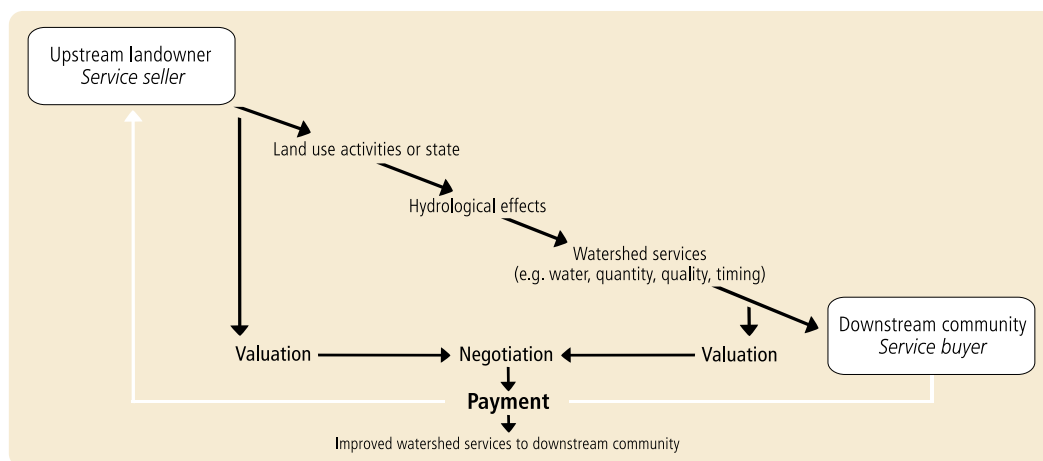 Upstream landowner
Service seller
Land use activities or state
Hydrological effects
Watershed services
(e.g. water, quantity, quality, timing)
Downstream community
Service buyer
Valuation
Negotiation
Valuation
Payment
Improved watershed services to downstream community